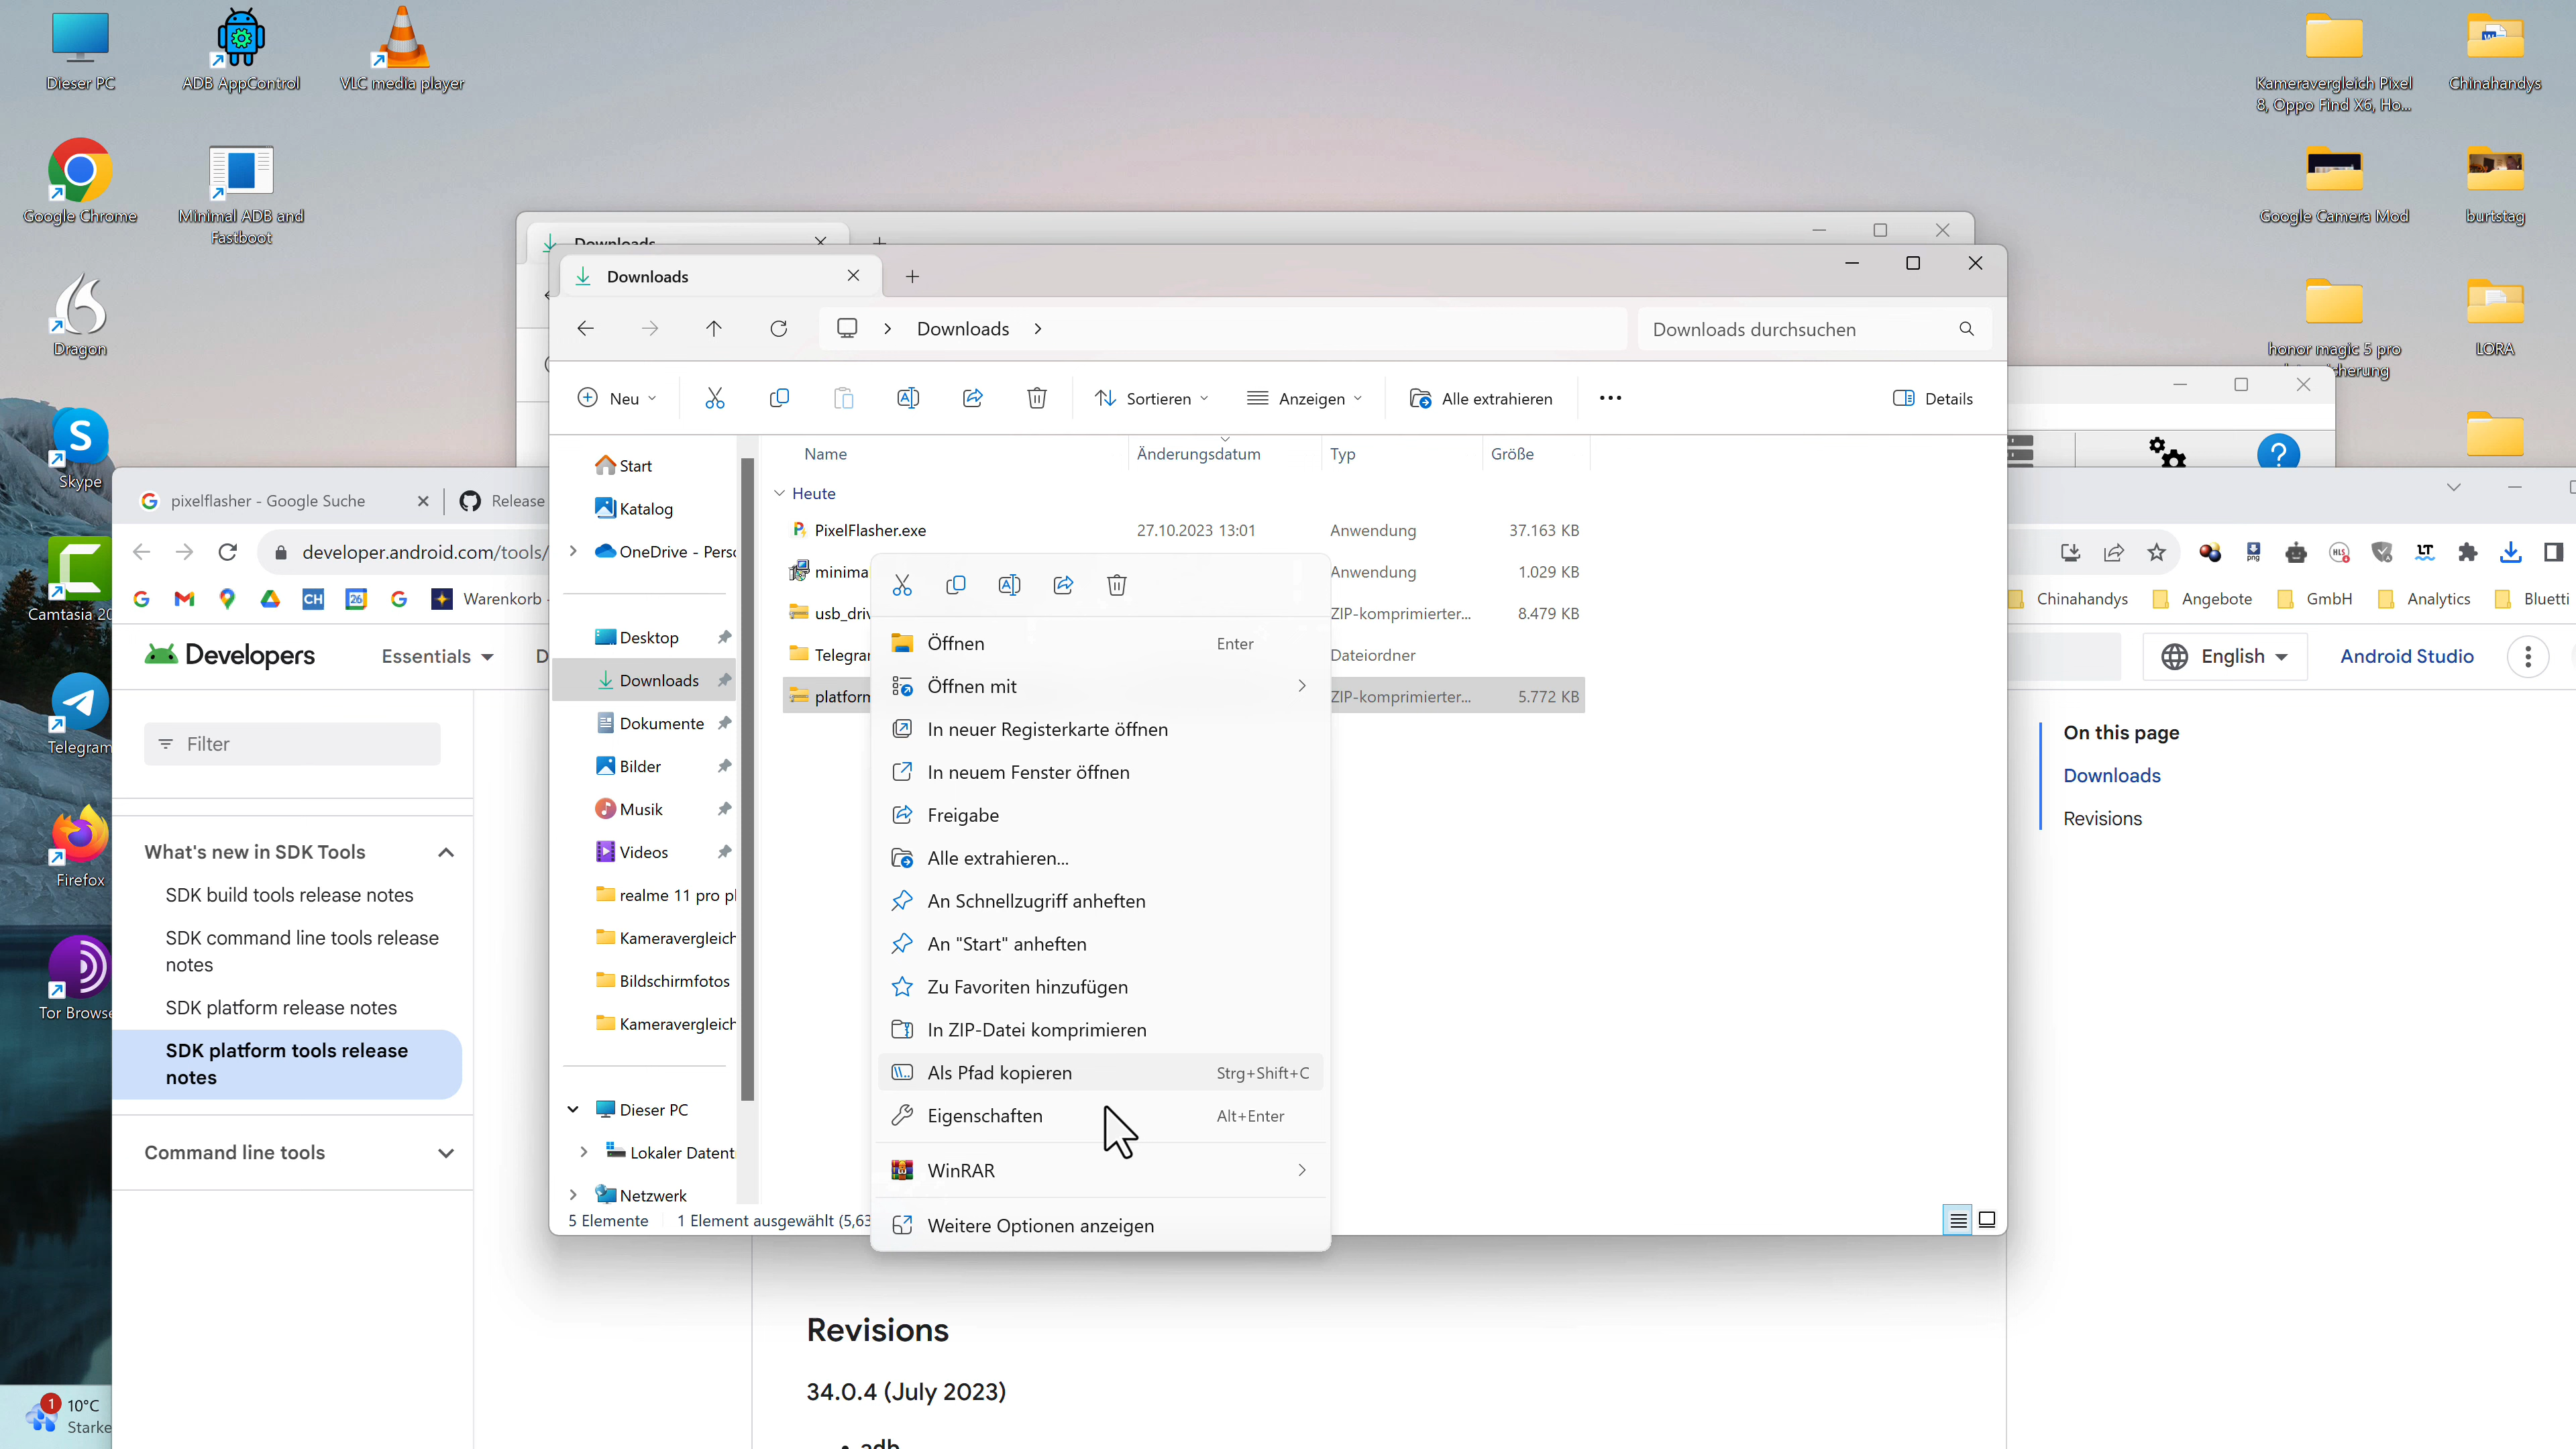 Dieser PC
ADB AppControl
VLC media player
Google Chrome
Minimal ADB and
Fastboot
Dragon
Skype
Camtasia 20
Telegram
Firefox
Tor Browse
1
10°C
Starke
Kameravergleich Pixel
8, Oppo Find X6, Ho...
Chinahandys
Google Camera Mod
burtstag
honor magic 5 pro
cherung
LORA
Downloads
Downloads
Downloads
Downloads durchsuchen
Neu
Sortieren
Anzeigen
Alle extrahieren
Details
Start
Katalog
OneDrive - Perso
Desktop
Downloads
Dokumente
Bilder
Musik
Videos
realme 11 pro pl
Kameravergleich
Bildschirmfotos
Kameravergleich
Dieser PC
Lokaler Datent
Netzwerk
5 Elemente
1 Element ausgewählt (5,63
Name
Änderungsdatum
Typ
Größe
Heute
PixelFlasher.exe
27.10.2023 13:01
Anwendung
37.163 KB
minima
Anwendung
1.029 KB
usb_driv
ZIP-komprimierter...
8.479 KB
Telegran
Dateiordner
platform
ZIP-komprimierter...
5.772 KB
Öffnen
Enter
Öffnen mit
In neuer Registerkarte öffnen
In neuem Fenster öffnen
Freigabe
Alle extrahieren...
An Schnellzugriff anheften
An "Start" anheften
Zu Favoriten hinzufügen
In ZIP-Datei komprimieren
Als Pfad kopieren
Strg+Shift+C
Eigenschaften
Alt+Enter
WinRAR
Weitere Optionen anzeigen
pixelflasher - Google Suche
Release
developer.android.com/tools/
CH
26
Warenkorb -
png
HLS
LT
Chinahandys
Angebote
GmbH
Analytics
Bluetti
Developers
Essentials
D
English
Android Studio
Filter
What's new in SDK Tools
SDK build tools release notes
SDK command line tools release
notes
SDK platform release notes
SDK platform tools release
notes
Command line tools
On this page
Downloads
Revisions
Revisions
34.0.4 (July 2023)
adb